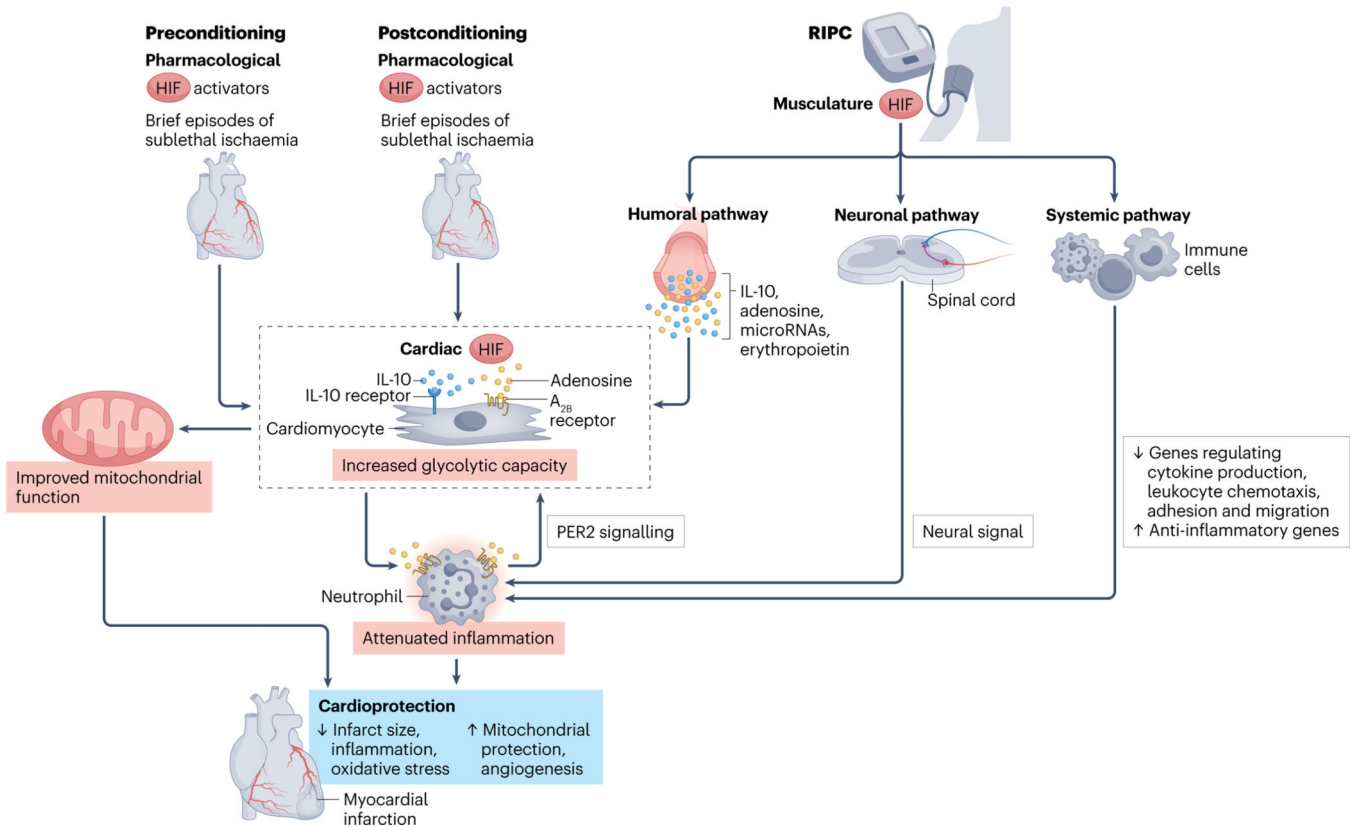 Preconditioning
Pharmacological
HIF activators
Brief episodes of
sublethal ischaemia
Postconditioning
Pharmacological
HIF activators
Brief episodes of
sublethal ischaemia
RIPC
Musculature HIF
Humoral pathway
IL-10,
adenosine,
microRNAs,
erythropoietin
Neuronal pathway
Spinal cord
Systemic pathway
Immune
cells
Cardiac HIF
IL-10
IL-10 receptor
Adenosine
A2B
receptor
Cardiomyocyte
Increased glycolytic capacity
Improved mitochondrial
function
PER2 signalling
Neural signal
↓ Genes regulating
cytokine production,
leukocyte chemotaxis,
adhesion and migration
↑ Anti-inflammatory genes
Neutrophil
Attenuated inflammation
Cardioprotection
↓ Infarct size,
inflammation,
oxidative stress
↑ Mitochondrial
protection,
angiogenesis
Myocardial
infarction